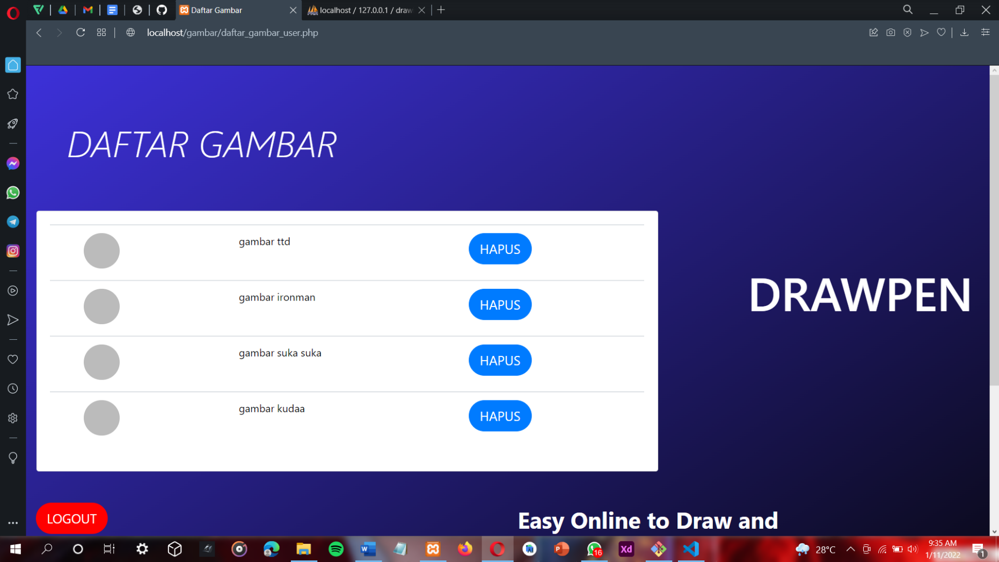 Daftar Gambar
localhost / 127.0.0.1 / draw
localhost/gambar/daftar_gambar_user.php
DAFTAR GAMBAR
gambar ttd
HAPUS
gambar ironman
HAPUS
gambar suka suka
HAPUS
gambar kudaa
HAPUS
DRAWPEN
LOGOUT
Easy Online to Draw and
W
P
16
Xd
28°C
9:35 AM
1/11/2022
1